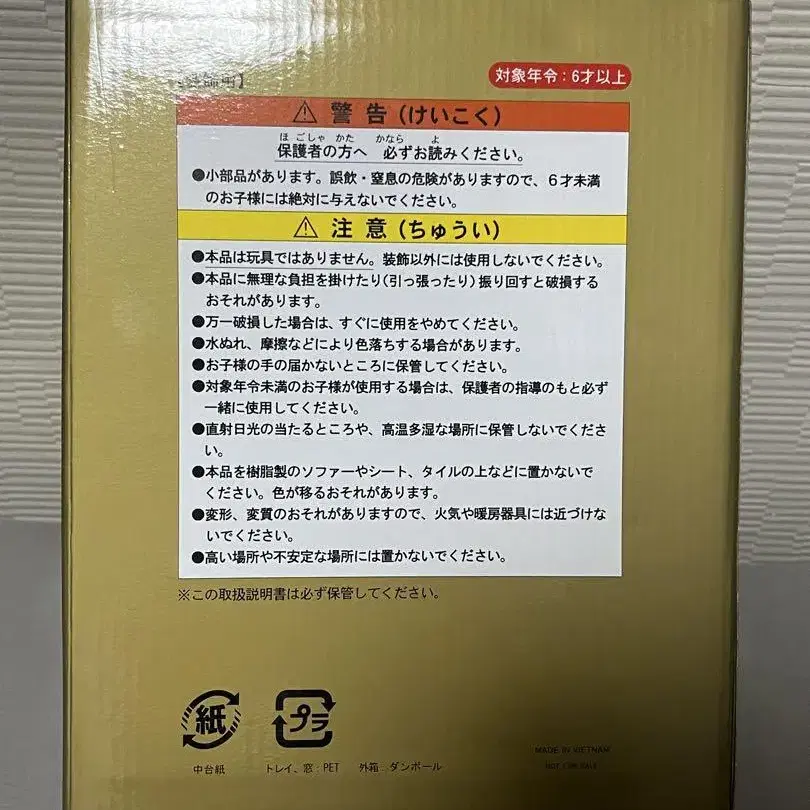 対象年令:6才以上
⚠ 警告(けいこく)
ほごしゃ かた かなら よ
保護者の方へ 必ずお読みください。
●小部品があります。誤飲・窒息の危険がありますので、6才未満
のお子様には絶対に与えないでください。
⚠ 注意(ちゅうい)
●本品は玩具ではありません。装飾以外には使用しないでください。
●本品に無理な負担を掛けたり(引っ張ったり)振り回すと破損する
おそれがあります。
●万一破損した場合は、すぐに使用をやめてください。
●水ぬれ、摩擦などにより色落ちする場合があります。
●お子様の手の届かないところに保管してください。
●対象年令未満のお子様が使用する場合は、保護者の指導のもと必ず
一緒に使用してください。
●直射日光の当たるところや、高温多湿な場所に保管しないでくださ
い。
●本品を樹脂製のソファーやシート、タイルの上などに置かないで
ください。色が移るおそれがあります。
●変形、変質のおそれがありますので、火気や暖房器具には近づけな
いでください。
●高い場所や不安定な場所には置かないでください。
※この取扱説明書は必ず保管してください。
紙 プラ
中台紙 トレイ、窓:PET 外箱:ダンボール
MADE IN VIETNAM
NOT FOR SALE